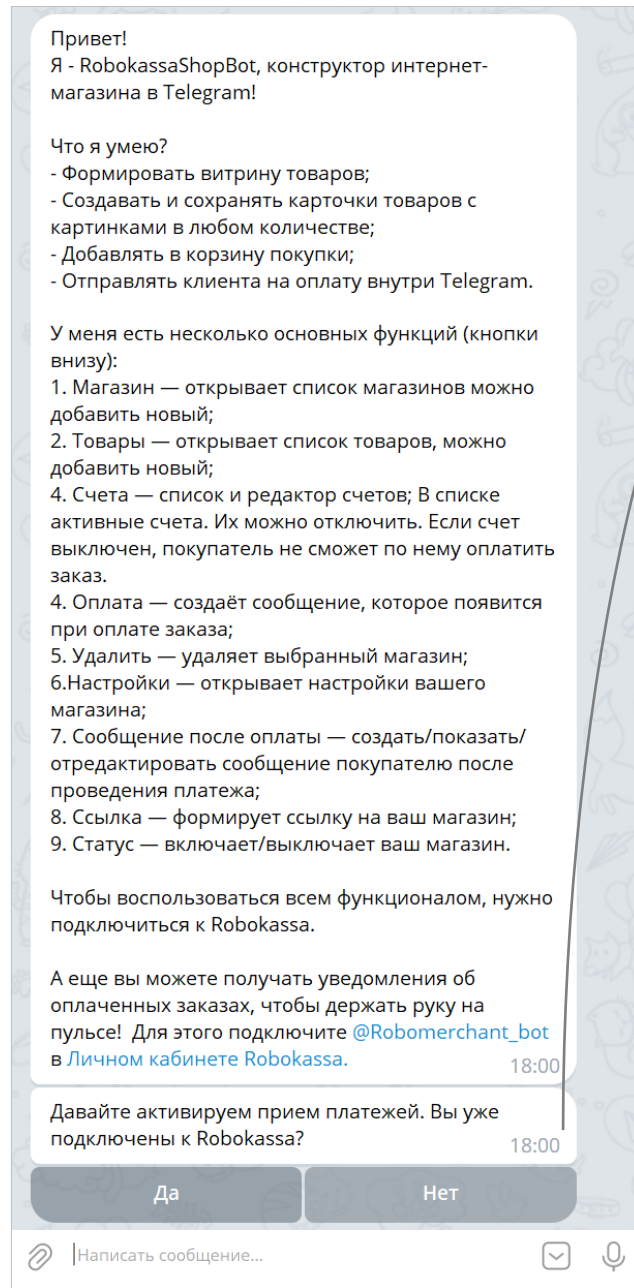 Привет!
Я - RobokassaShopBot, конструктор интернет-
магазина в Telegram!
Что я умею?
- Формировать витрину товаров;
- Создавать и сохранять карточки товаров с
картинками в любом количестве;
- Добавлять в корзину покупки;
- Отправлять клиента на оплату внутри Telegram.
У меня есть несколько основных функций (кнопки
внизу):
1. Магазин — открывает список магазинов можно
добавить новый;
2. Товары — открывает список товаров, можно
добавить новый;
4. Счета — список и редактор счетов; В списке
активные счета. Их можно отключить. Если счет
выключен, покупатель не сможет по нему оплатить
заказ.
4. Оплата — создаёт сообщение, которое появится
при оплате заказа;
5. Удалить — удаляет выбранный магазин;
6.Настройки — открывает настройки вашего
магазина;
7. Сообщение после оплаты — создать/показать/
отредактировать сообщение покупателю после
проведения платежа;
8. Ссылка — формирует ссылку на ваш магазин;
9. Статус — включает/выключает ваш магазин.
Чтобы воспользоваться всем функционалом, нужно
подключиться к Robokassa.
А еще вы можете получать уведомления об
оплаченных заказах, чтобы держать руку на
пульсе! Для этого подключите @Robomerchant_bot
в Личном кабинете Robokassa.
18:00
Давайте активируем прием платежей. Вы уже
подключены к Robokassa?
18:00
Да Нет
Написать сообщение...